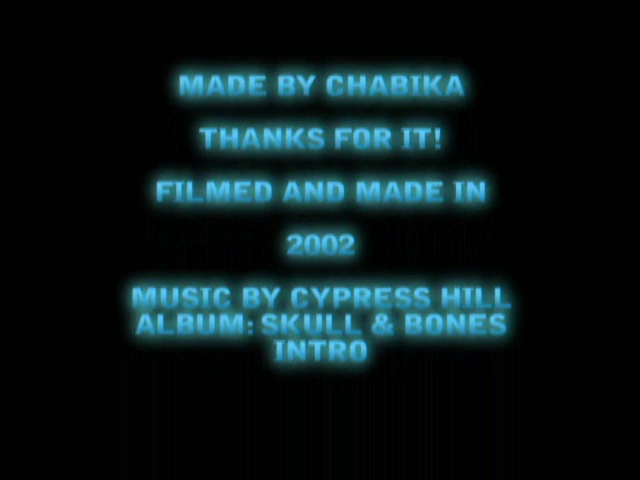 MADE BY CHABIKA
THANKS FOR IT!
FILMED AND MADE IN
2002
MUSIC BY CYPRESS HILL
ALBUM: SKULL & BONES
INTRO